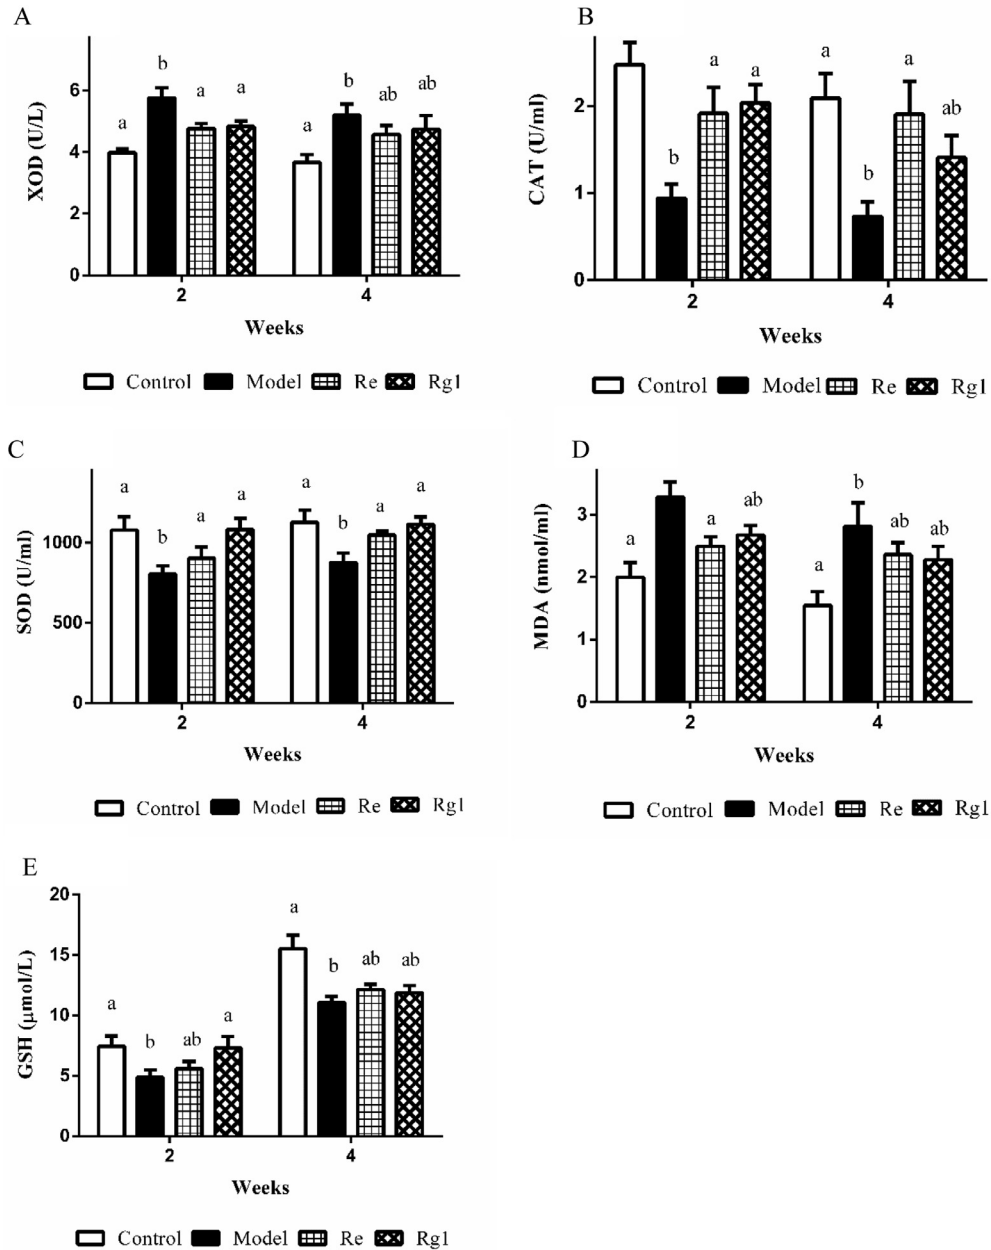 A
XOD (U/L)
6
4
2
0
a b a a a b ab ab
2 4
Weeks
Control Model Re Rg1
B
CAT (U/ml)
2
1
0
b a a a b a ab
2 4
Weeks
Control Model Re Rg1
C
SOD (U/ml)
1000
500
0
a b a a a b a a
2 4
Weeks
Control Model Re Rg1
D
MDA (nmol/ml)
3
2
1
0
a a ab a b ab ab
2 4
Weeks
Control Model Re Rg1
E
GSH (μmol/L)
20
15
10
5
0
a b ab a a b ab ab
2 4
Weeks
Control Model Re Rg1